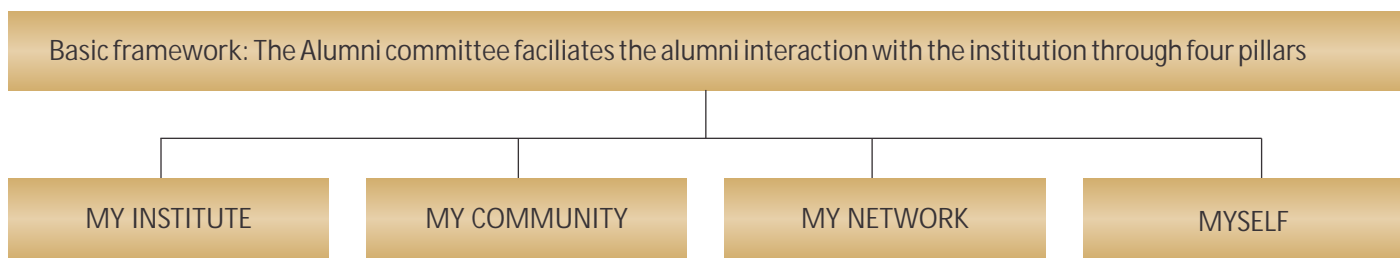 Basic framework: The Alumni committee faciliates the alumni interaction with the institution through four pillars
MY INSTITUTE
MY COMMUNITY
MY NETWORK
MYSELF